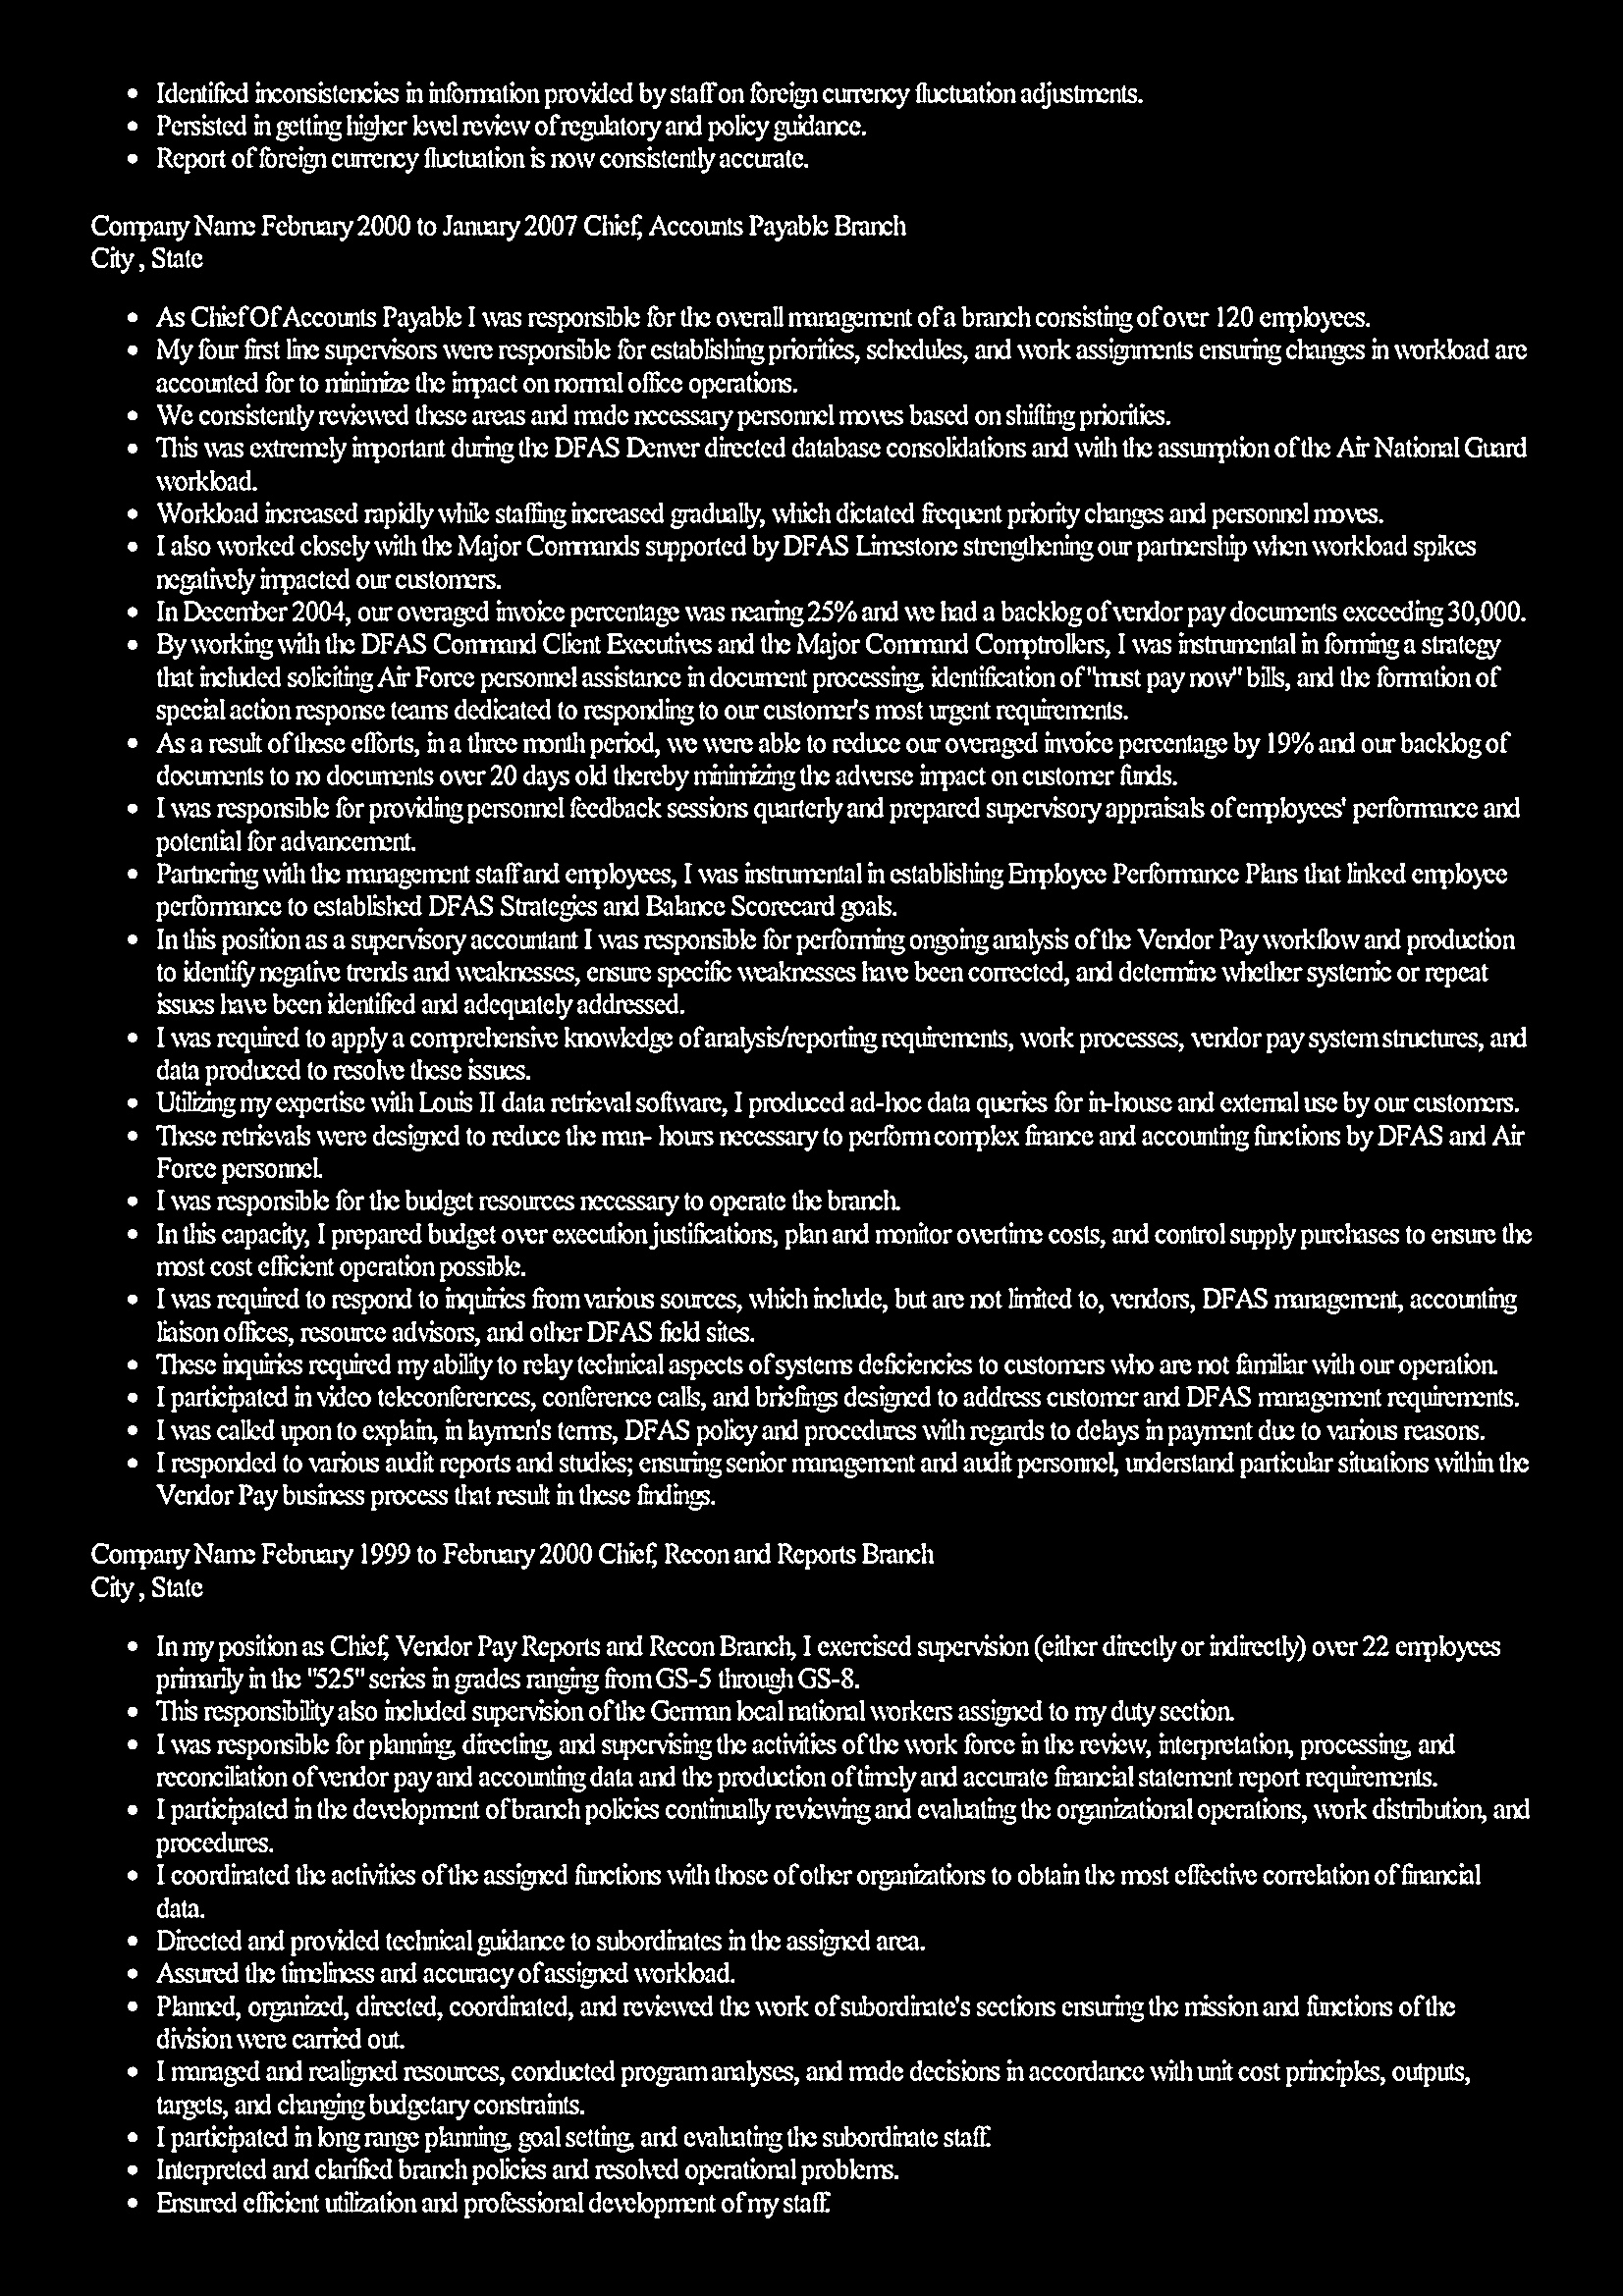 • Identified inconsistencies in information provided by staff on foreign currency fluctuation adjustments.
• Persisted in getting higher level review of regulatory and policy guidance.
• Report of foreign currency fluctuation is now consistently accurate.
Company Name February 2000 to January 2007 Chief, Accounts Payable Branch
City , State
• As Chief Of Accounts Payable I was responsible for the overall management of a branch consisting of over 120 employees.
• My four first line supervisors were responsible for establishing priorities, schedules, and work assignments ensuring changes in workload are
accounted for to minimize the impact on normal office operations.
• We consistently reviewed these areas and made necessary personnel moves based on shifting priorities.
• This was extremely important during the DFAS Denver directed database consolidations and with the assumption of the Air National Guard
workload.
• Workload increased rapidly while staffing increased gradually, which dictated frequent priority changes and personnel moves.
• I also worked closely with the Major Commands supported by DFAS Limestone strengthening our partnership when workload spikes
negatively impacted our customers.
• In December 2004, our overaged invoice percentage was nearing 25% and we had a backlog of vendor pay documents exceeding 30,000.
• By working with the DFAS Command Client Executives and the Major Command Comptrollers, I was instrumental in forming a strategy
that included soliciting Air Force personnel assistance in document processing, identification of "must pay now" bills, and the formation of
special action response teams dedicated to responding to our customer's most urgent requirements.
• As a result of these efforts, in a three month period, we were able to reduce our overaged invoice percentage by 19% and our backlog of
documents to no documents over 20 days old thereby minimizing the adverse impact on customer funds.
• I was responsible for providing personnel feedback sessions quarterly and prepared supervisory appraisals of employees' performance and
potential for advancement.
• Partnering with the management staff and employees, I was instrumental in establishing Employee Performance Plans that linked employee
performance to established DFAS Strategies and Balance Scorecard goals.
• In this position as a supervisory accountant I was responsible for performing ongoing analysis of the Vendor Pay workflow and production
to identify negative trends and weaknesses, ensure specific weaknesses have been corrected, and determine whether systemic or repeat
issues have been identified and adequately addressed.
• I was required to apply a comprehensive knowledge of analysis/reporting requirements, work processes, vendor pay system structures, and
data produced to resolve these issues.
• Utilizing my expertise with Louis II data retrieval software, I produced ad-hoc data queries for in-house and external use by our customers.
• These retrievals were designed to reduce the man- hours necessary to perform complex finance and accounting functions by DFAS and Air
Force personnel.
• I was responsible for the budget resources necessary to operate the branch.
• In this capacity, I prepared budget over execution justifications, plan and monitor overtime costs, and control supply purchases to ensure the
most cost efficient operation possible.
• I was required to respond to inquiries from various sources, which include, but are not limited to, vendors, DFAS management, accounting
liaison offices, resource advisors, and other DFAS field sites.
• These inquiries required my ability to relay technical aspects of systems deficiencies to customers who are not familiar with our operation.
• I participated in video teleconferences, conference calls, and briefings designed to address customer and DFAS management requirements.
• I was called upon to explain, in laymen's terms, DFAS policy and procedures with regards to delays in payment due to various reasons.
• I responded to various audit reports and studies; ensuring senior management and audit personnel, understand particular situations within the
Vendor Pay business process that result in these findings.
Company Name February 1999 to February 2000 Chief, Recon and Reports Branch
City , State
• In my position as Chief, Vendor Pay Reports and Recon Branch, I exercised supervision (either directly or indirectly) over 22 employees
primarily in the "525" series in grades ranging from GS-5 through GS-8.
• This responsibility also included supervision of the German local national workers assigned to my duty section.
• I was responsible for planning, directing, and supervising the activities of the work force in the review, interpretation, processing, and
reconciliation of vendor pay and accounting data and the production of timely and accurate financial statement report requirements.
• I participated in the development of branch policies continually reviewing and evaluating the organizational operations, work distribution, and
procedures.
• I coordinated the activities of the assigned functions with those of other organizations to obtain the most effective correlation of financial
data.
• Directed and provided technical guidance to subordinates in the assigned area.
• Assured the timeliness and accuracy of assigned workload.
• Planned, organized, directed, coordinated, and reviewed the work of subordinate's sections ensuring the mission and functions of the
division were carried out.
• I managed and realigned resources, conducted program analyses, and made decisions in accordance with unit cost principles, outputs,
targets, and changing budgetary constraints.
• I participated in long range planning, goal setting, and evaluating the subordinate staff.
• Interpreted and clarified branch policies and resolved operational problems.
• Ensured efficient utilization and professional development of my staff.